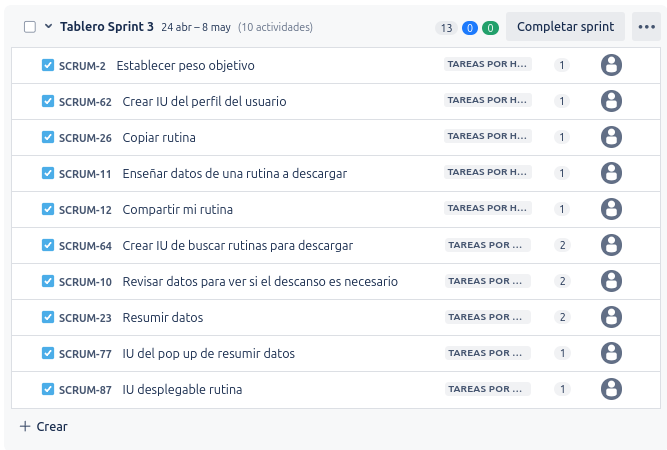 Tablero Sprint 3 24 abr – 8 may (10 actividades) 13 0 0 Completar sprint
SCRUM-2 Establecer peso objetivo TAREAS POR H... 1
SCRUM-62 Crear IU del perfil del usuario TAREAS POR H... 1
SCRUM-26 Copiar rutina TAREAS POR H... 1
SCRUM-11 Enseñar datos de una rutina a descargar TAREAS POR H... 1
SCRUM-12 Compartir mi rutina TAREAS POR H... 1
SCRUM-64 Crear IU de buscar rutinas para descargar TAREAS POR ... 2
SCRUM-10 Revisar datos para ver si el descanso es necesario TAREAS POR ... 2
SCRUM-23 Resumir datos TAREAS POR ... 2
SCRUM-77 IU del pop up de resumir datos TAREAS POR ... 1
SCRUM-87 IU desplegable rutina TAREAS POR ... 1
+ Crear